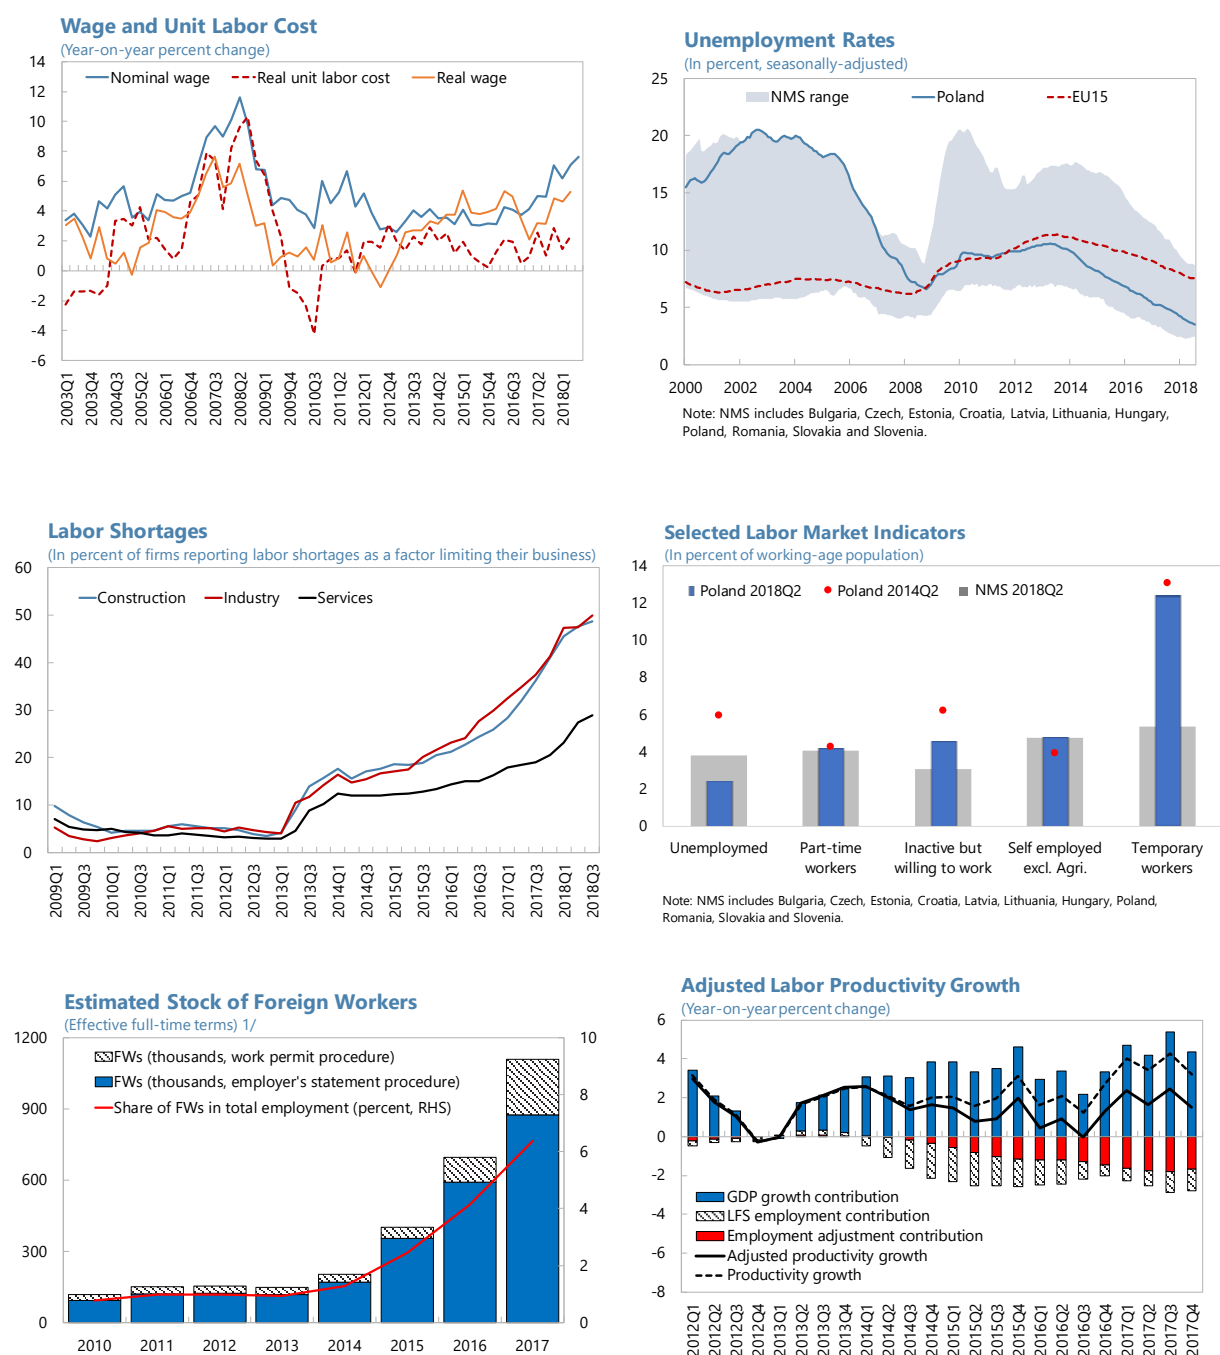 Wage and Unit Labor Cost
(Year-on-year percent change)
14
12
10
8
6
4
2
0
-2
-4
-6
Nominal wage
Real unit labor cost
Real wage
2003Q1
2003Q4
2004Q3
2005Q2
2006Q1
2006Q4
2007Q3
2008Q2
2009Q1
2009Q4
2010Q3
2011Q2
2012Q1
2012Q4
2013Q3
2014Q2
2015Q1
2015Q4
2016Q3
2017Q2
2018Q1
Unemployment Rates
(In percent, seasonally-adjusted)
25
20
15
10
5
0
NMS range
Poland
EU15
2000
2002
2004
2006
2008
2010
2012
2014
2016
2018
Note: NMS includes Bulgaria, Czech, Estonia, Croatia, Latvia, Lithuania, Hungary,
Poland, Romania, Slovakia and Slovenia.
Labor Shortages
(In percent of firms reporting labor shortages as a factor limiting their business)
60
50
40
30
20
10
0
Construction
Industry
Services
2009Q1
2009Q3
2010Q1
2010Q3
2011Q1
2011Q3
2012Q1
2012Q3
2013Q1
2013Q3
2014Q1
2014Q3
2015Q1
2015Q3
2016Q1
2016Q3
2017Q1
2017Q3
2018Q1
2018Q3
Selected Labor Market Indicators
(In percent of working-age population)
14
12
10
8
6
4
2
0
Poland 2018Q2
Poland 2014Q2
NMS 2018Q2
Unemploymed
Part-time
workers
Inactive but
willing to work
Self employed
excl. Agri.
Temporary
workers
Note: NMS includes Bulgaria, Czech, Estonia, Croatia, Latvia, Lithuania, Hungary, Poland,
Romania, Slovakia and Slovenia.
Estimated Stock of Foreign Workers
(Effective full-time terms) 1/
1200
900
600
300
0
10
8
6
4
2
0
FWs (thousands, work permit procedure)
FWs (thousands, employer's statement procedure)
Share of FWs in total employment (percent, RHS)
2010
2011
2012
2013
2014
2015
2016
2017
Adjusted Labor Productivity Growth
(Year-on-year percent change)
6
4
2
0
-2
-4
-6
-8
GDP growth contribution
LFS employment contribution
Employment adjustment contribution
Adjusted productivity growth
Productivity growth
2012Q1
2012Q2
2012Q3
2012Q4
2013Q1
2013Q2
2013Q3
2013Q4
2014Q1
2014Q2
2014Q3
2014Q4
2015Q1
2015Q2
2015Q3
2015Q4
2016Q1
2016Q2
2016Q3
2016Q4
2017Q1
2017Q2
2017Q3
2017Q4